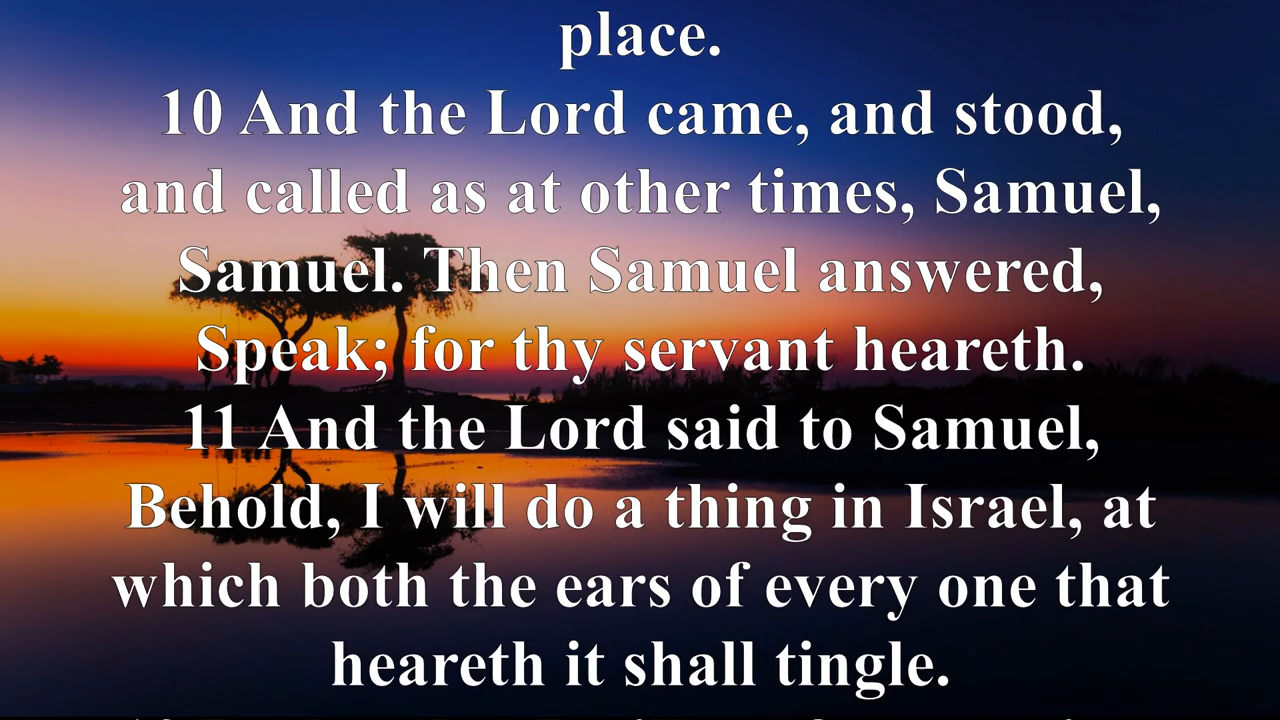 place.
10 And the Lord came, and stood,
and called as at other times, Samuel,
Samuel. Then Samuel answered,
Speak; for thy servant heareth.
11 And the Lord said to Samuel,
Behold, I will do a thing in Israel, at
which both the ears of every one that
heareth it shall tingle.